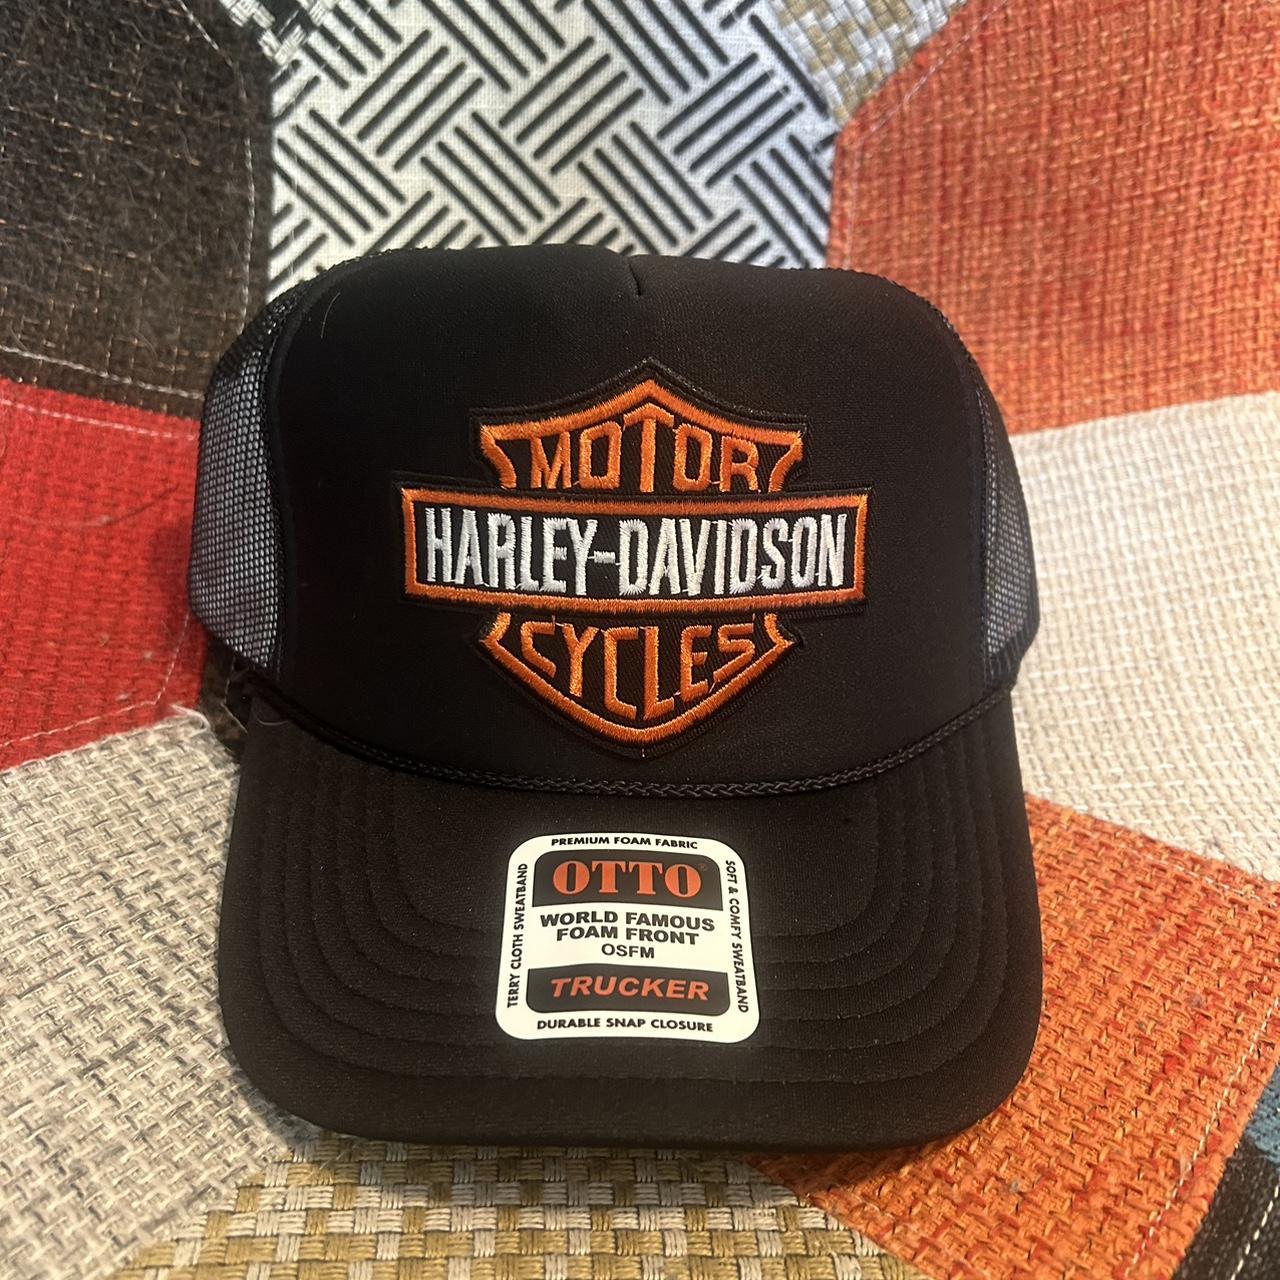 MOTOR
HARLEY-DAVIDSON
CYCLES
PREMIUM FOAM FABRIC
OTTO
WORLD FAMOUS
FOAM FRONT
OSFM
TRUCKER
TERRY CLOTH SWEATBAND
SOFT & COMFY SWEATBAND
DURABLE SNAP CLOSURE